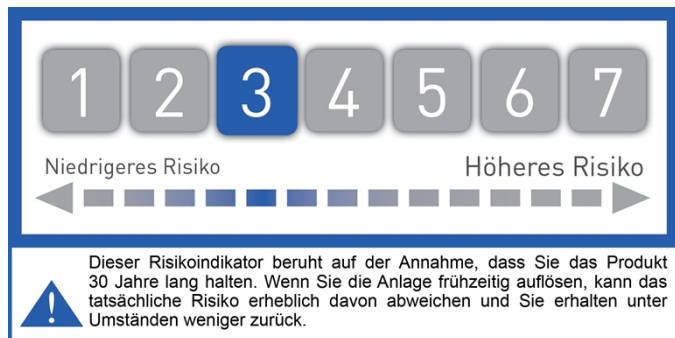 1 2 3 4 5 6 7
Niedrigeres Risiko Höheres Risiko
Dieser Risikoindikator beruht auf der Annahme, dass Sie das Produkt
30 Jahre lang halten. Wenn Sie die Anlage frühzeitig auflösen, kann das
tatsächliche Risiko erheblich davon abweichen und Sie erhalten unter
Umständen weniger zurück.